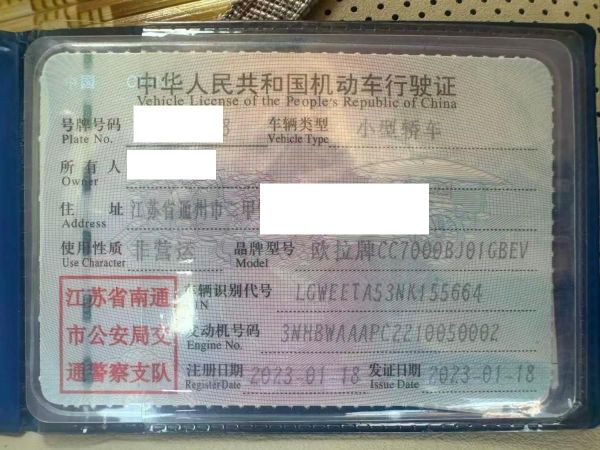 中华人民共和国机动车行驶证
Vehicle License of the People's Republic of China
号牌号码 车辆类型 小型轿车
Plate No. Vehicle Type
所有人
Owner
住址 江苏省通州市二甲
Address
使用性质 非营运 品牌型号 欧拉牌CC7000BJ01GBEV
Use Character Model
江苏省南通 车辆识别代号 LGWEETA53NK155664
VIN
市公安局交 发动机号码 3NHBWAAAPC2210050002
Engine No.
通警察支队 注册日期 2023-01-18 发证日期 2023-01-18
Register Date Issue Date